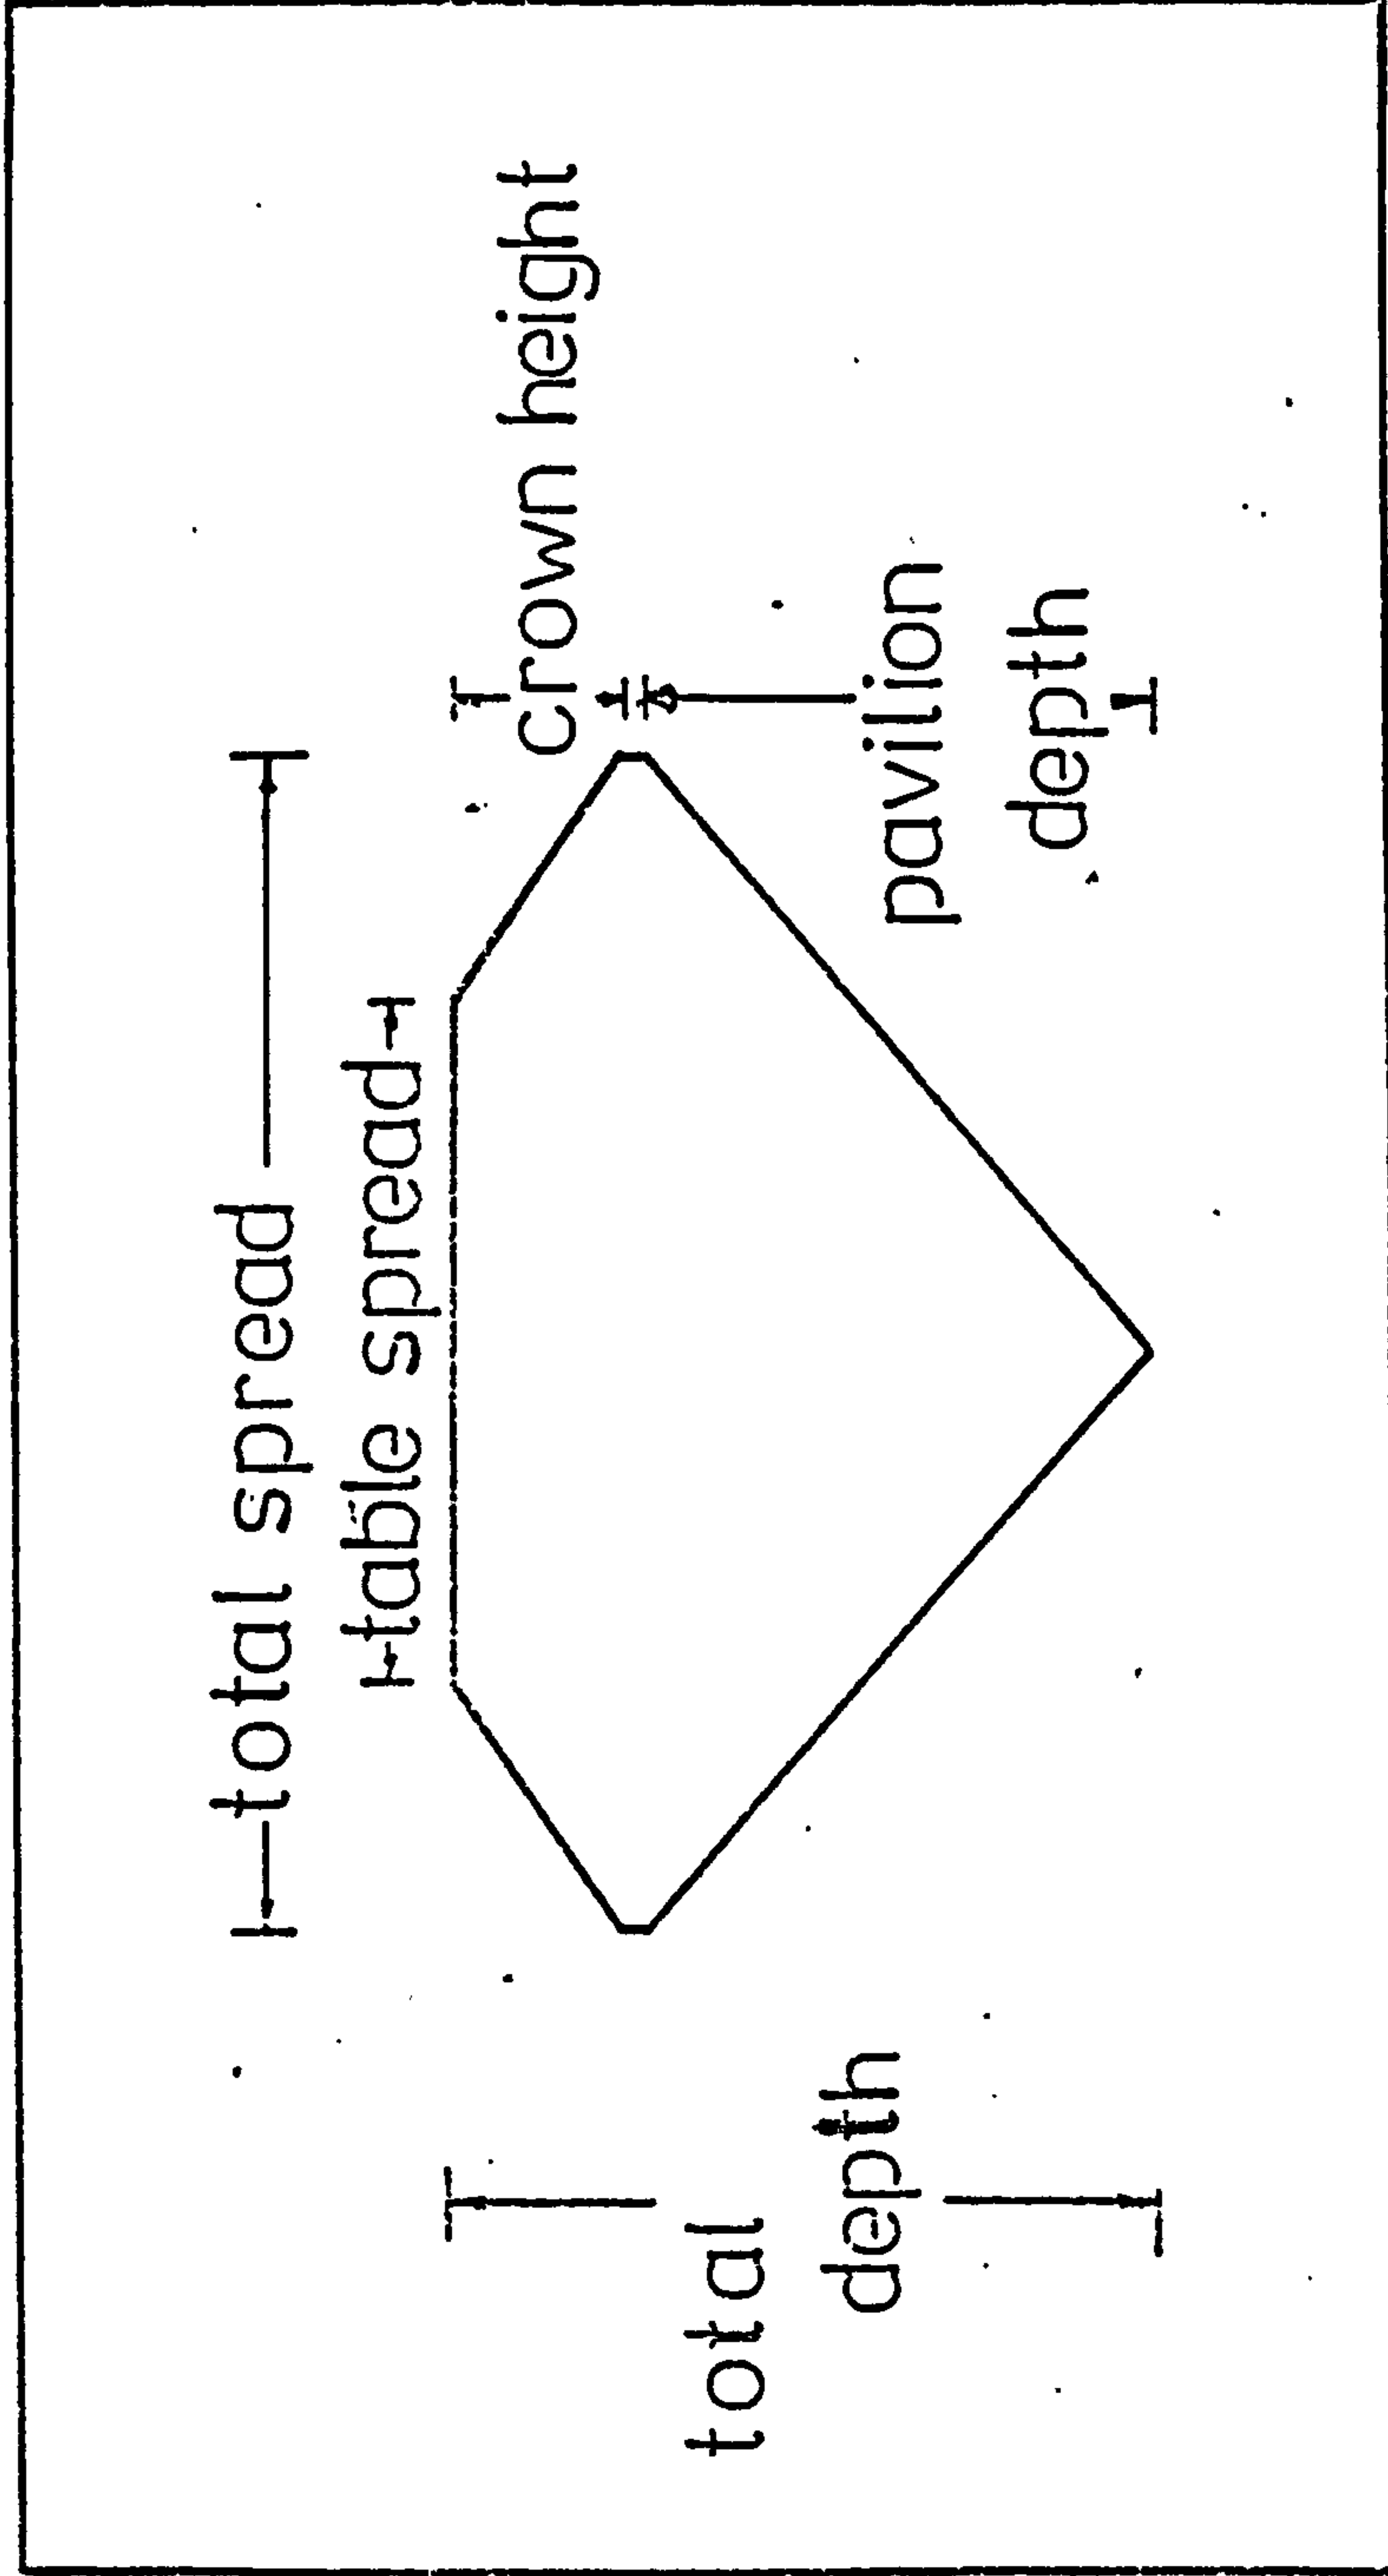 total spread
table spread
crown height
pavilion
depth
total
depth